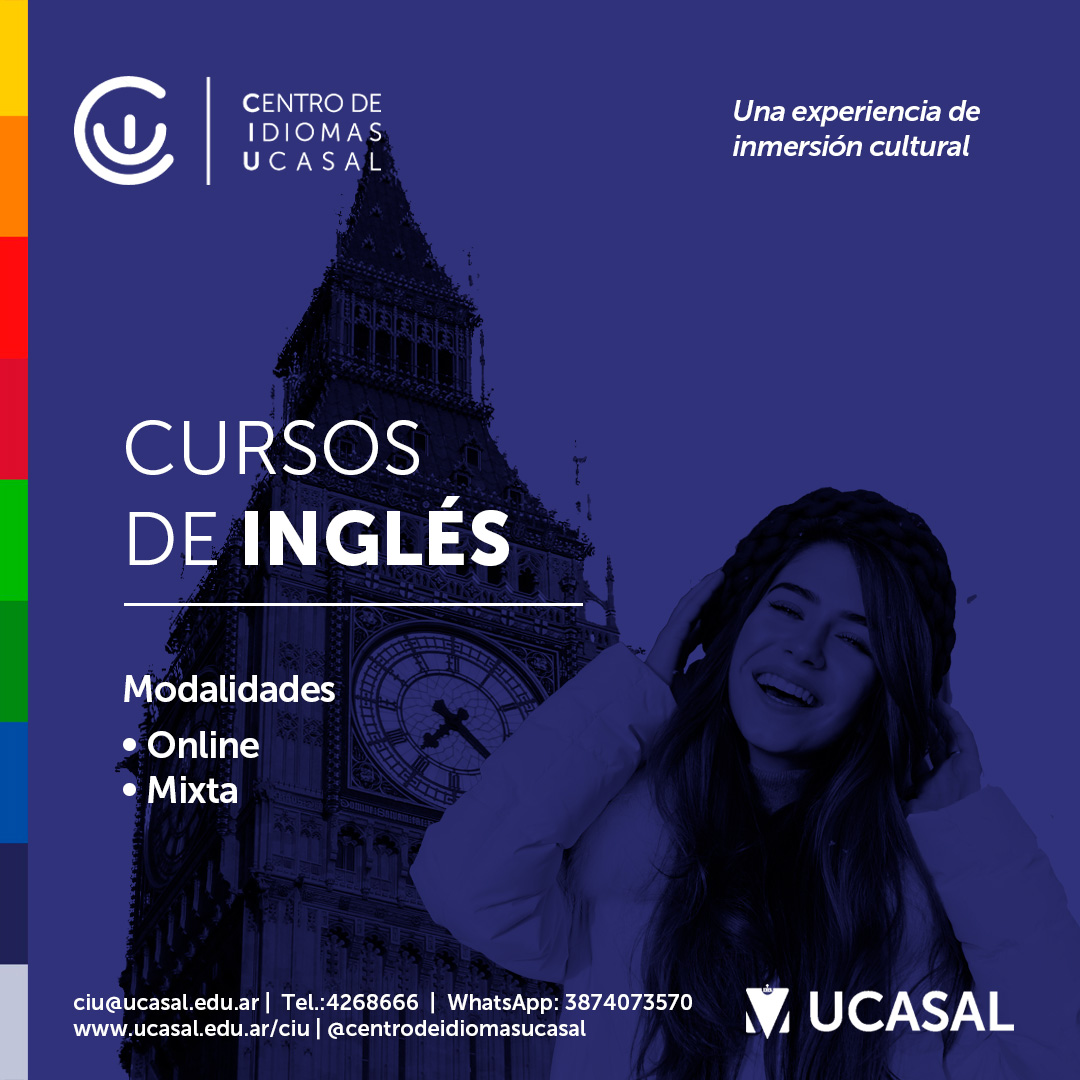 CENTRO DE
IDIOMAS
UCASAL
Una experiencia de
inmersión cultural
CURSOS
DE INGLÉS
Modalidades
• Online
• Mixta
ciu@ucasal.edu.ar | Tel.:4268666 | WhatsApp: 3874073570
www.ucasal.edu.ar/ciu | @centrodeidiomasucasal
UCASAL